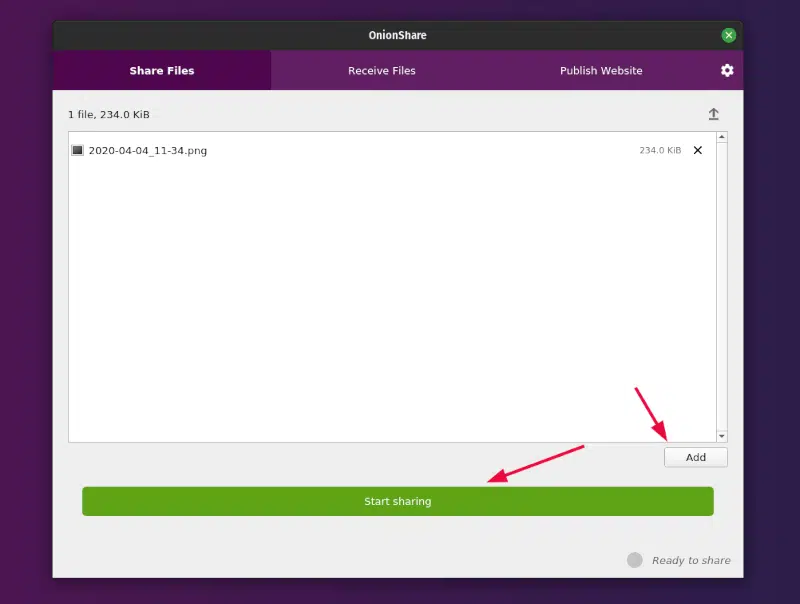 OnionShare
Share Files
Receive Files
Publish Website
1 file, 234.0 KiB
2020-04-04_11-34.png
234.0 KiB
Add
Start sharing
Ready to share